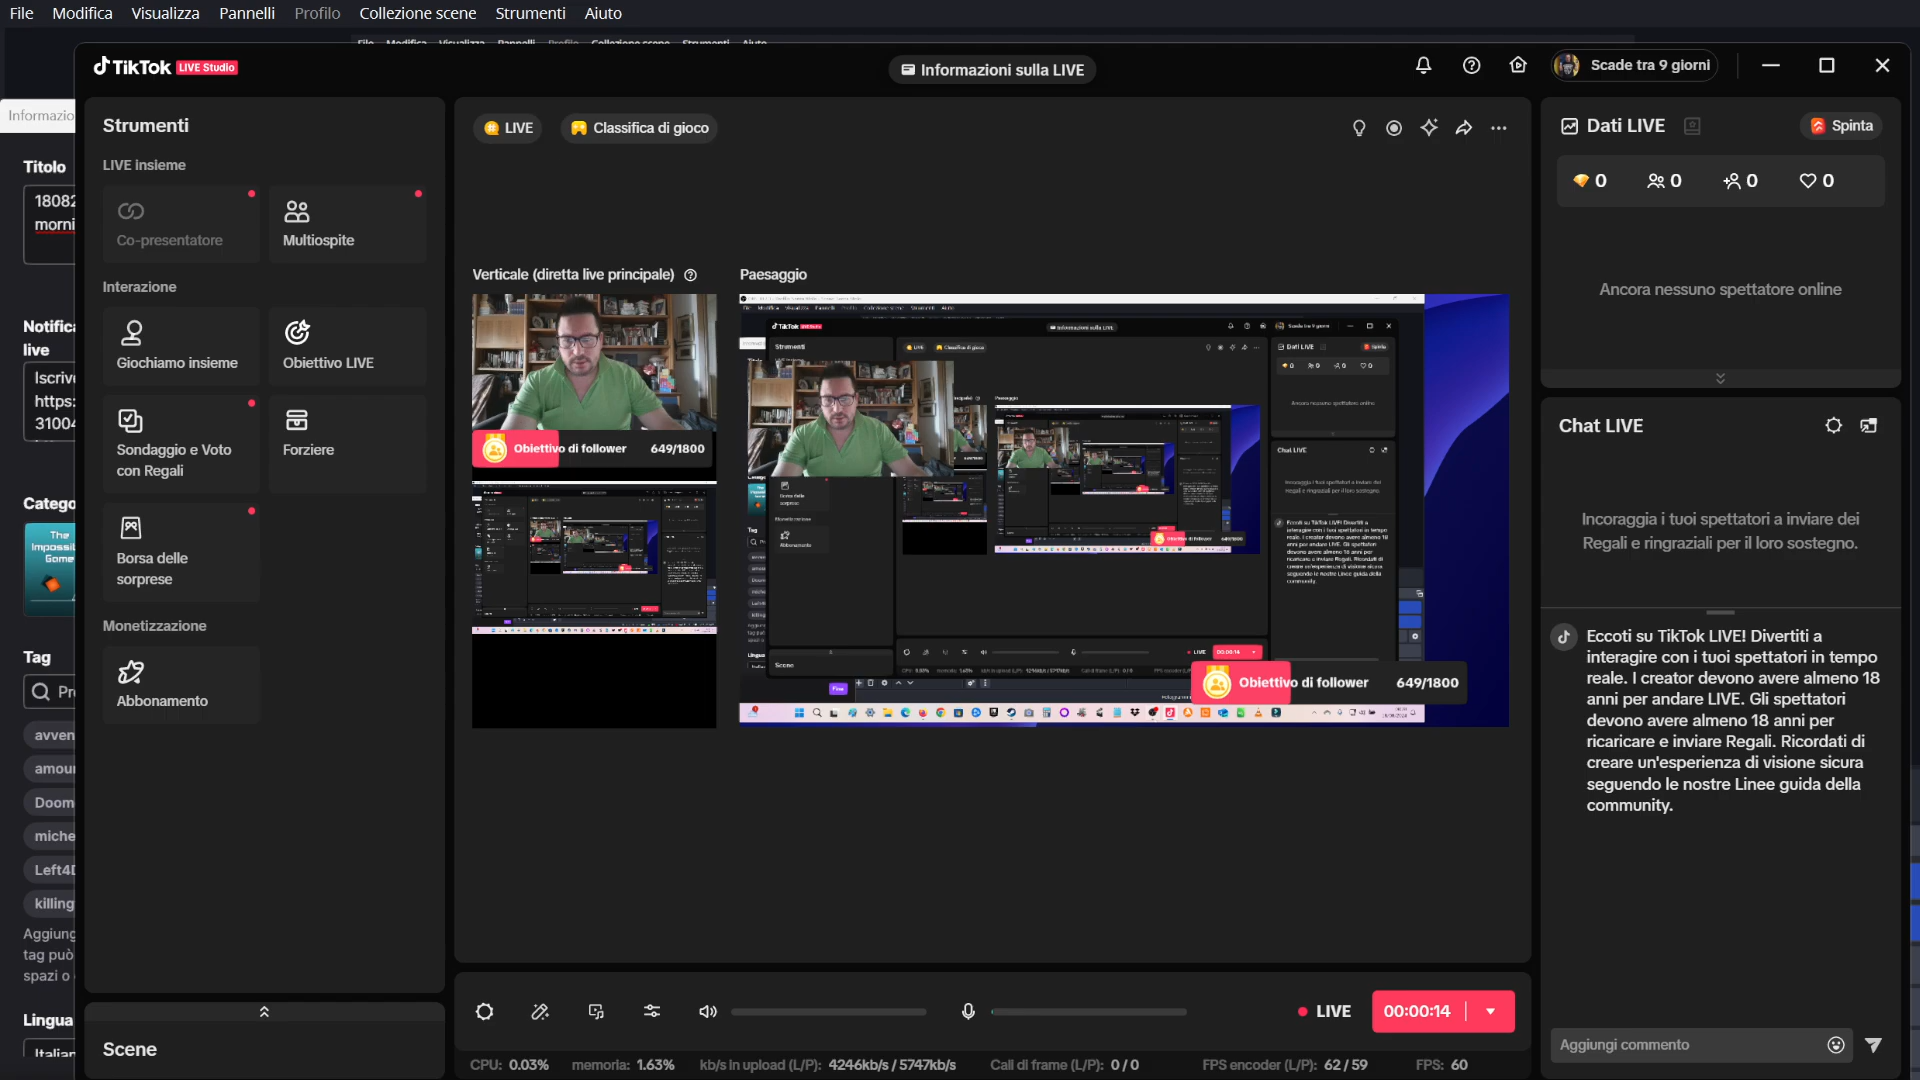 File Modifica Visualizza Pannelli Profilo Collezione scene Strumenti Aiuto
TikTok LIVE Studio
Informazioni sulla LIVE
Scade tra 9 giorni
Informazio
Titolo
18082
morni
Notifica
live
Iscrive
https:
31004
Catego
The
Impossib
Game
Tag
avven
amour
Doom
miche
Left4D
killing
Aggiung
tag può
spazi o
Lingua
Italian
Strumenti
LIVE insieme
Co-presentatore
Multiospite
Interazione
Giochiamo insieme
Obiettivo LIVE
Sondaggio e Voto
con Regali
Forziere
Borsa delle
sorprese
Monetizzazione
Abbonamento
Scene
LIVE
Classifica di gioco
Verticale (diretta live principale)
Paesaggio
Obiettivo di follower 649/1800
Obiettivo di follower 649/1800
LIVE
00:00:14
CPU: 0.03% memoria: 1.63% kb/s in upload (L/P): 4246kb/s / 5747kb/s Cali di frame (L/P): 0 / 0 FPS encoder (L/P): 62 / 59 FPS: 60
Dati LIVE
Spinta
0 0 0 0
Ancora nessuno spettatore online
Chat LIVE
Incoraggia i tuoi spettatori a inviare dei
Regali e ringraziali per il loro sostegno.
Eccoti su TikTok LIVE! Divertiti a
interagire con i tuoi spettatori in tempo
reale. I creator devono avere almeno 18
anni per andare LIVE. Gli spettatori
devono avere almeno 18 anni per
ricaricare e inviare Regali. Ricordati di
creare un'esperienza di visione sicura
seguendo le nostre Linee guida della
community.
Aggiungi commento